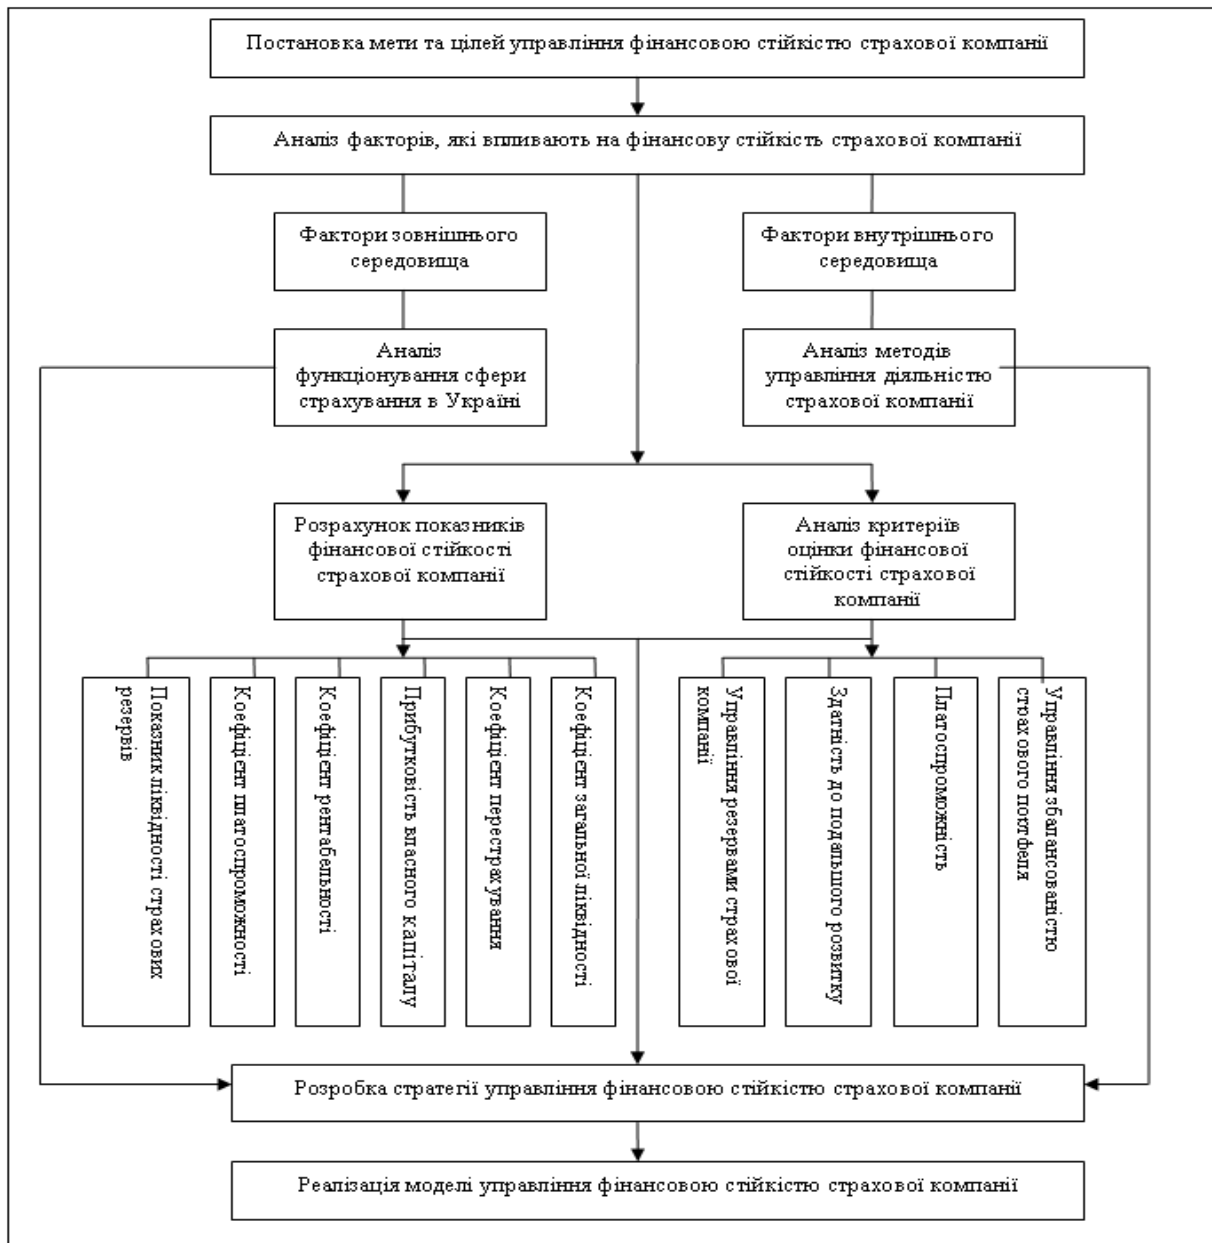 Постановка мети та цілей управління фінансовою стійкістю страхової компанії
Аналіз факторів, які впливають на фінансову стійкість страхової компанії
Фактори зовнішнього
середовища
Фактори внутрішнього
середовища
Аналіз
функціонування сфери
страхування в Україні
Аналіз методів
управління діяльністю
страхової компанії
Розрахунок показників
фінансової стійкості
страхової компанії
Аналіз критеріїв
оцінки фінансової
стійкості страхової
компанії
Показник ліквідності страхових
резервів
Коефіцієнт платоспроможності
Коефіцієнт рентабельності
Прибутковість власного капіталу
Коефіцієнт перестрахування
Коефіцієнт загальної ліквідності
Управління резервами страхової
компанії
Здатність до подальшого розвитку
Платоспроможність
Управління збалансованістю
страхового портфеля
Розробка стратегії управління фінансовою стійкістю страхової компанії
Реалізація моделі управління фінансовою стійкістю страхової компанії